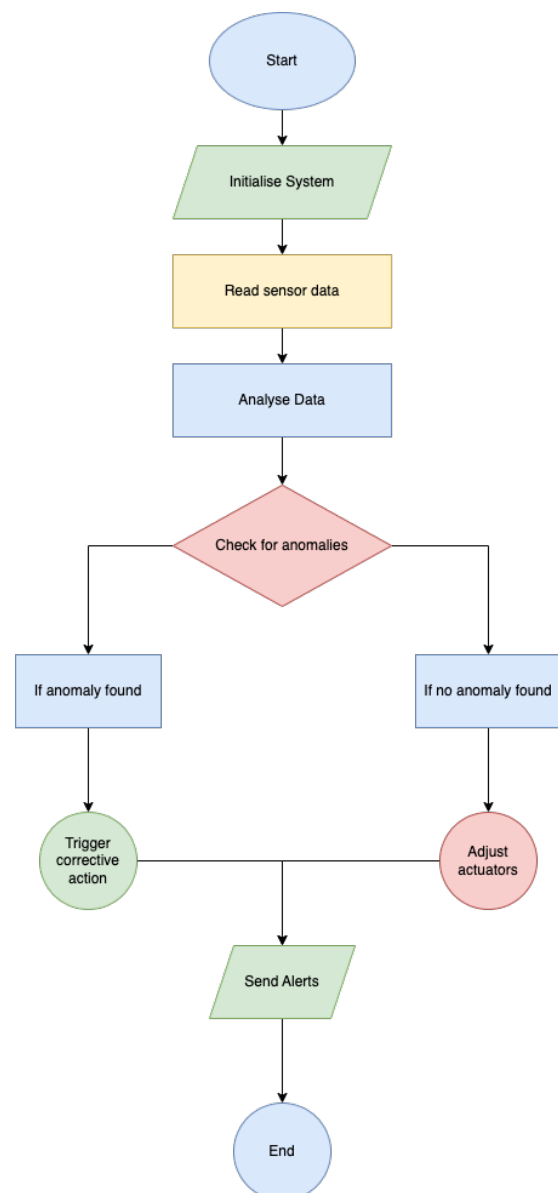 Start
Initialise System
Read sensor data
Analyse Data
Check for anomalies
If anomaly found
If no anomaly found
Trigger
corrective
action
Adjust
actuators
Send Alerts
End